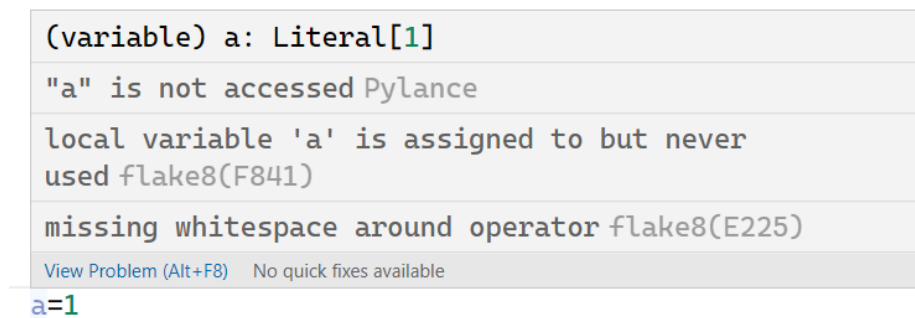 (variable) a: Literal[1]
"a" is not accessed Pylance
local variable 'a' is assigned to but never
used flake8(F841)
missing whitespace around operator flake8(E225)
View Problem (Alt+F8) No quick fixes available
a=1